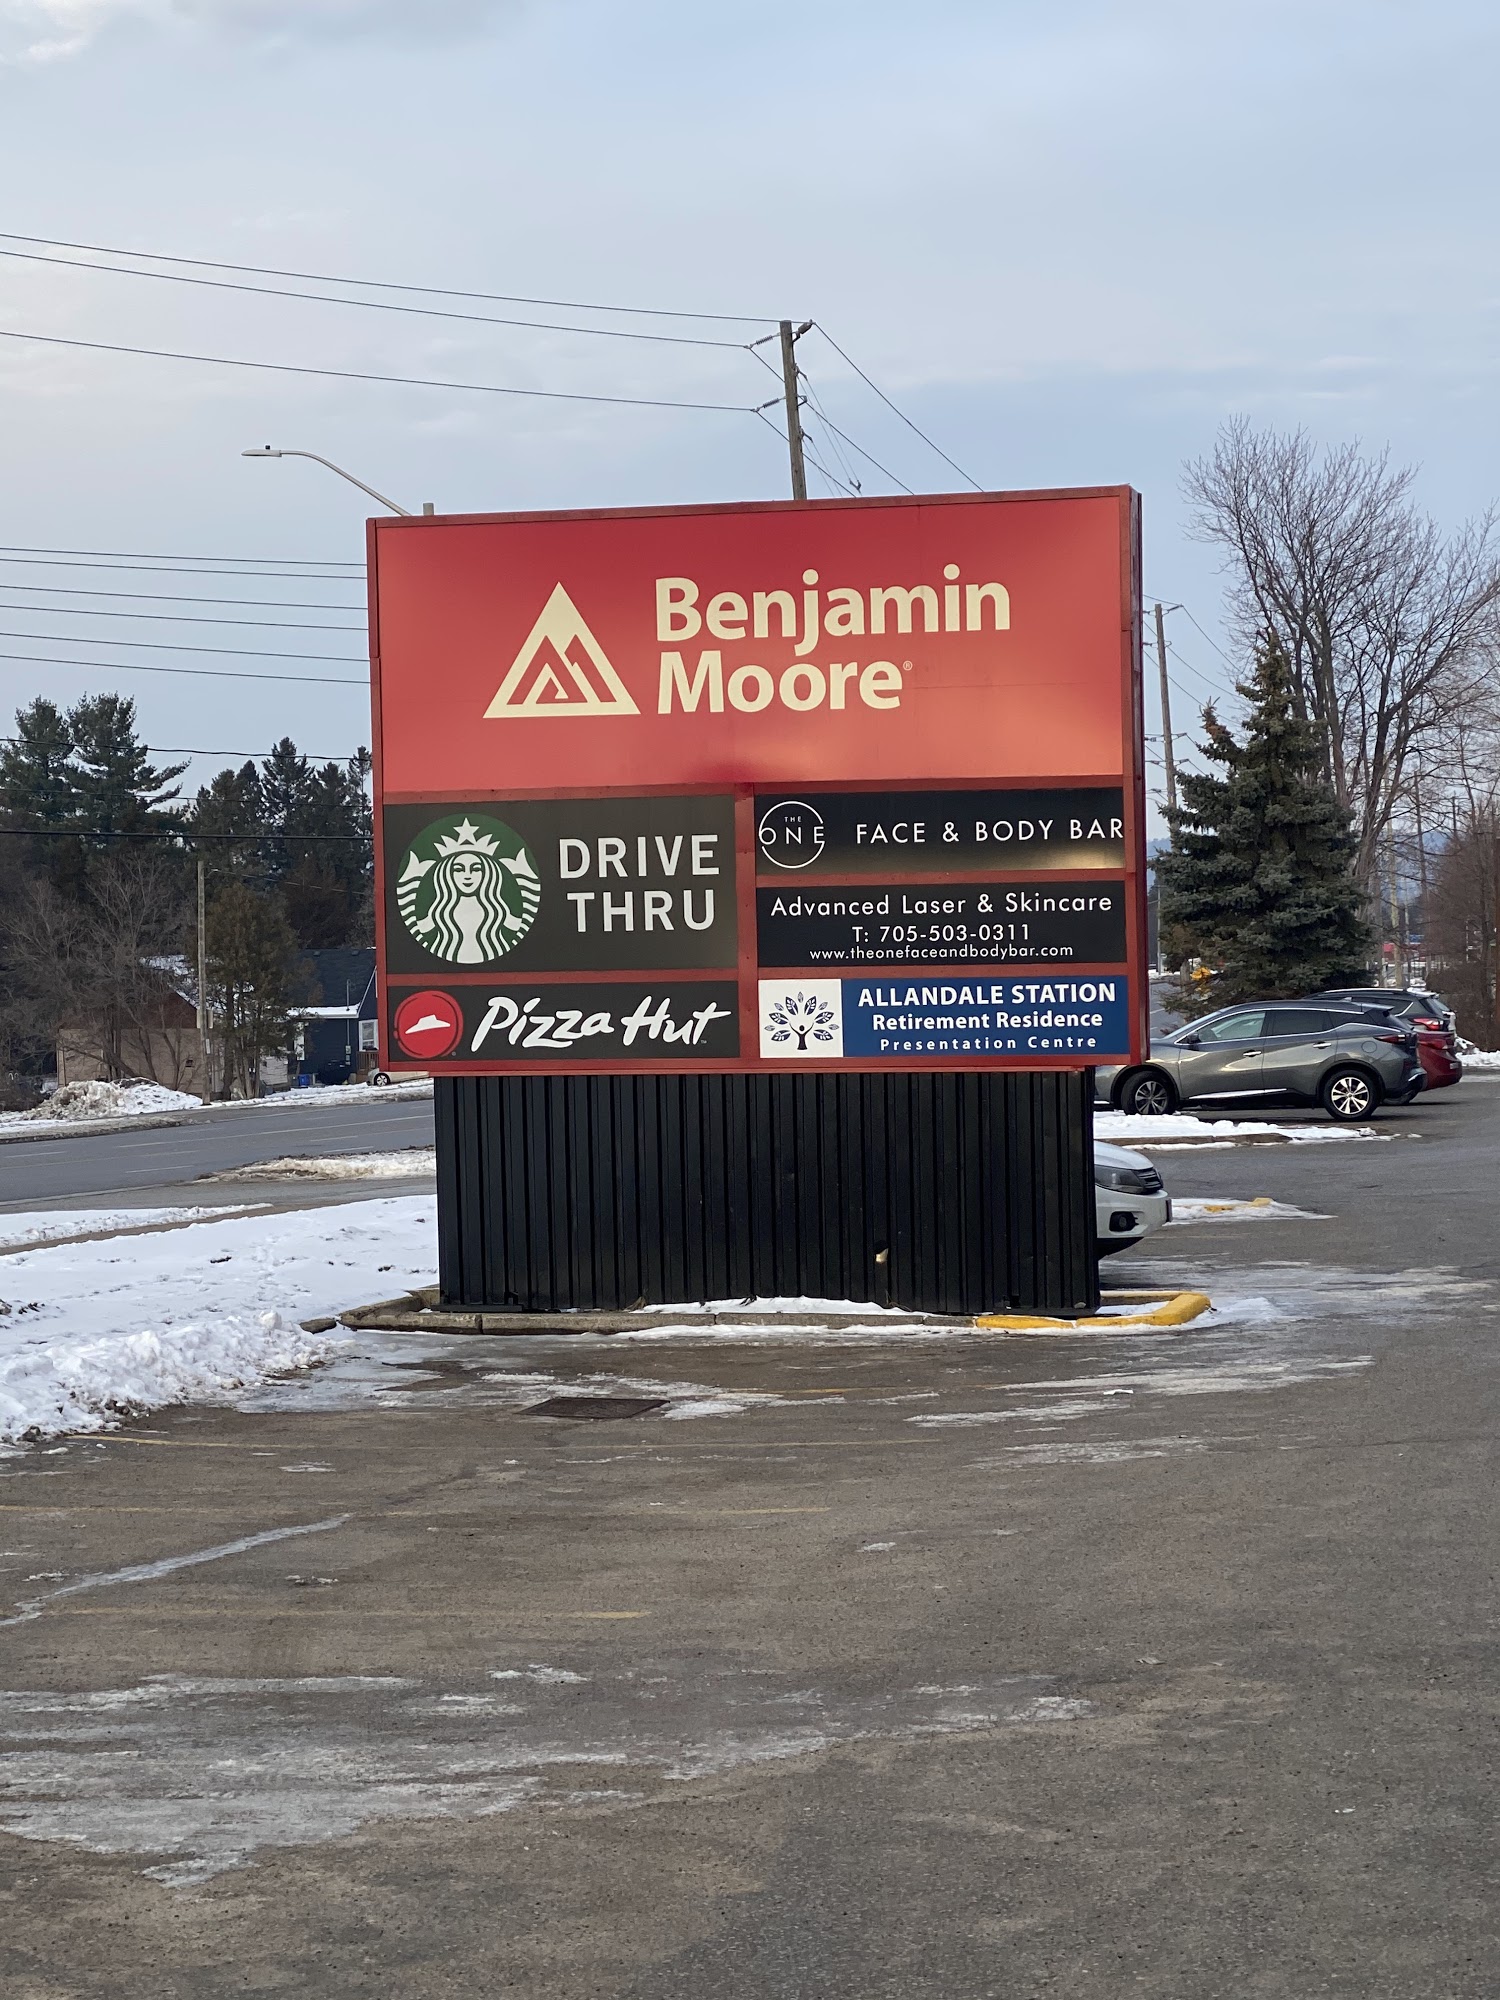 Benjamin
Moore®
DRIVE
THRU
Pizza Hut™
THE
ONE
FACE & BODY BAR
Advanced Laser & Skincare
T: 705-503-0311
www.theonefaceandbodybar.com
ALLANDALE STATION
Retirement Residence
Presentation Centre